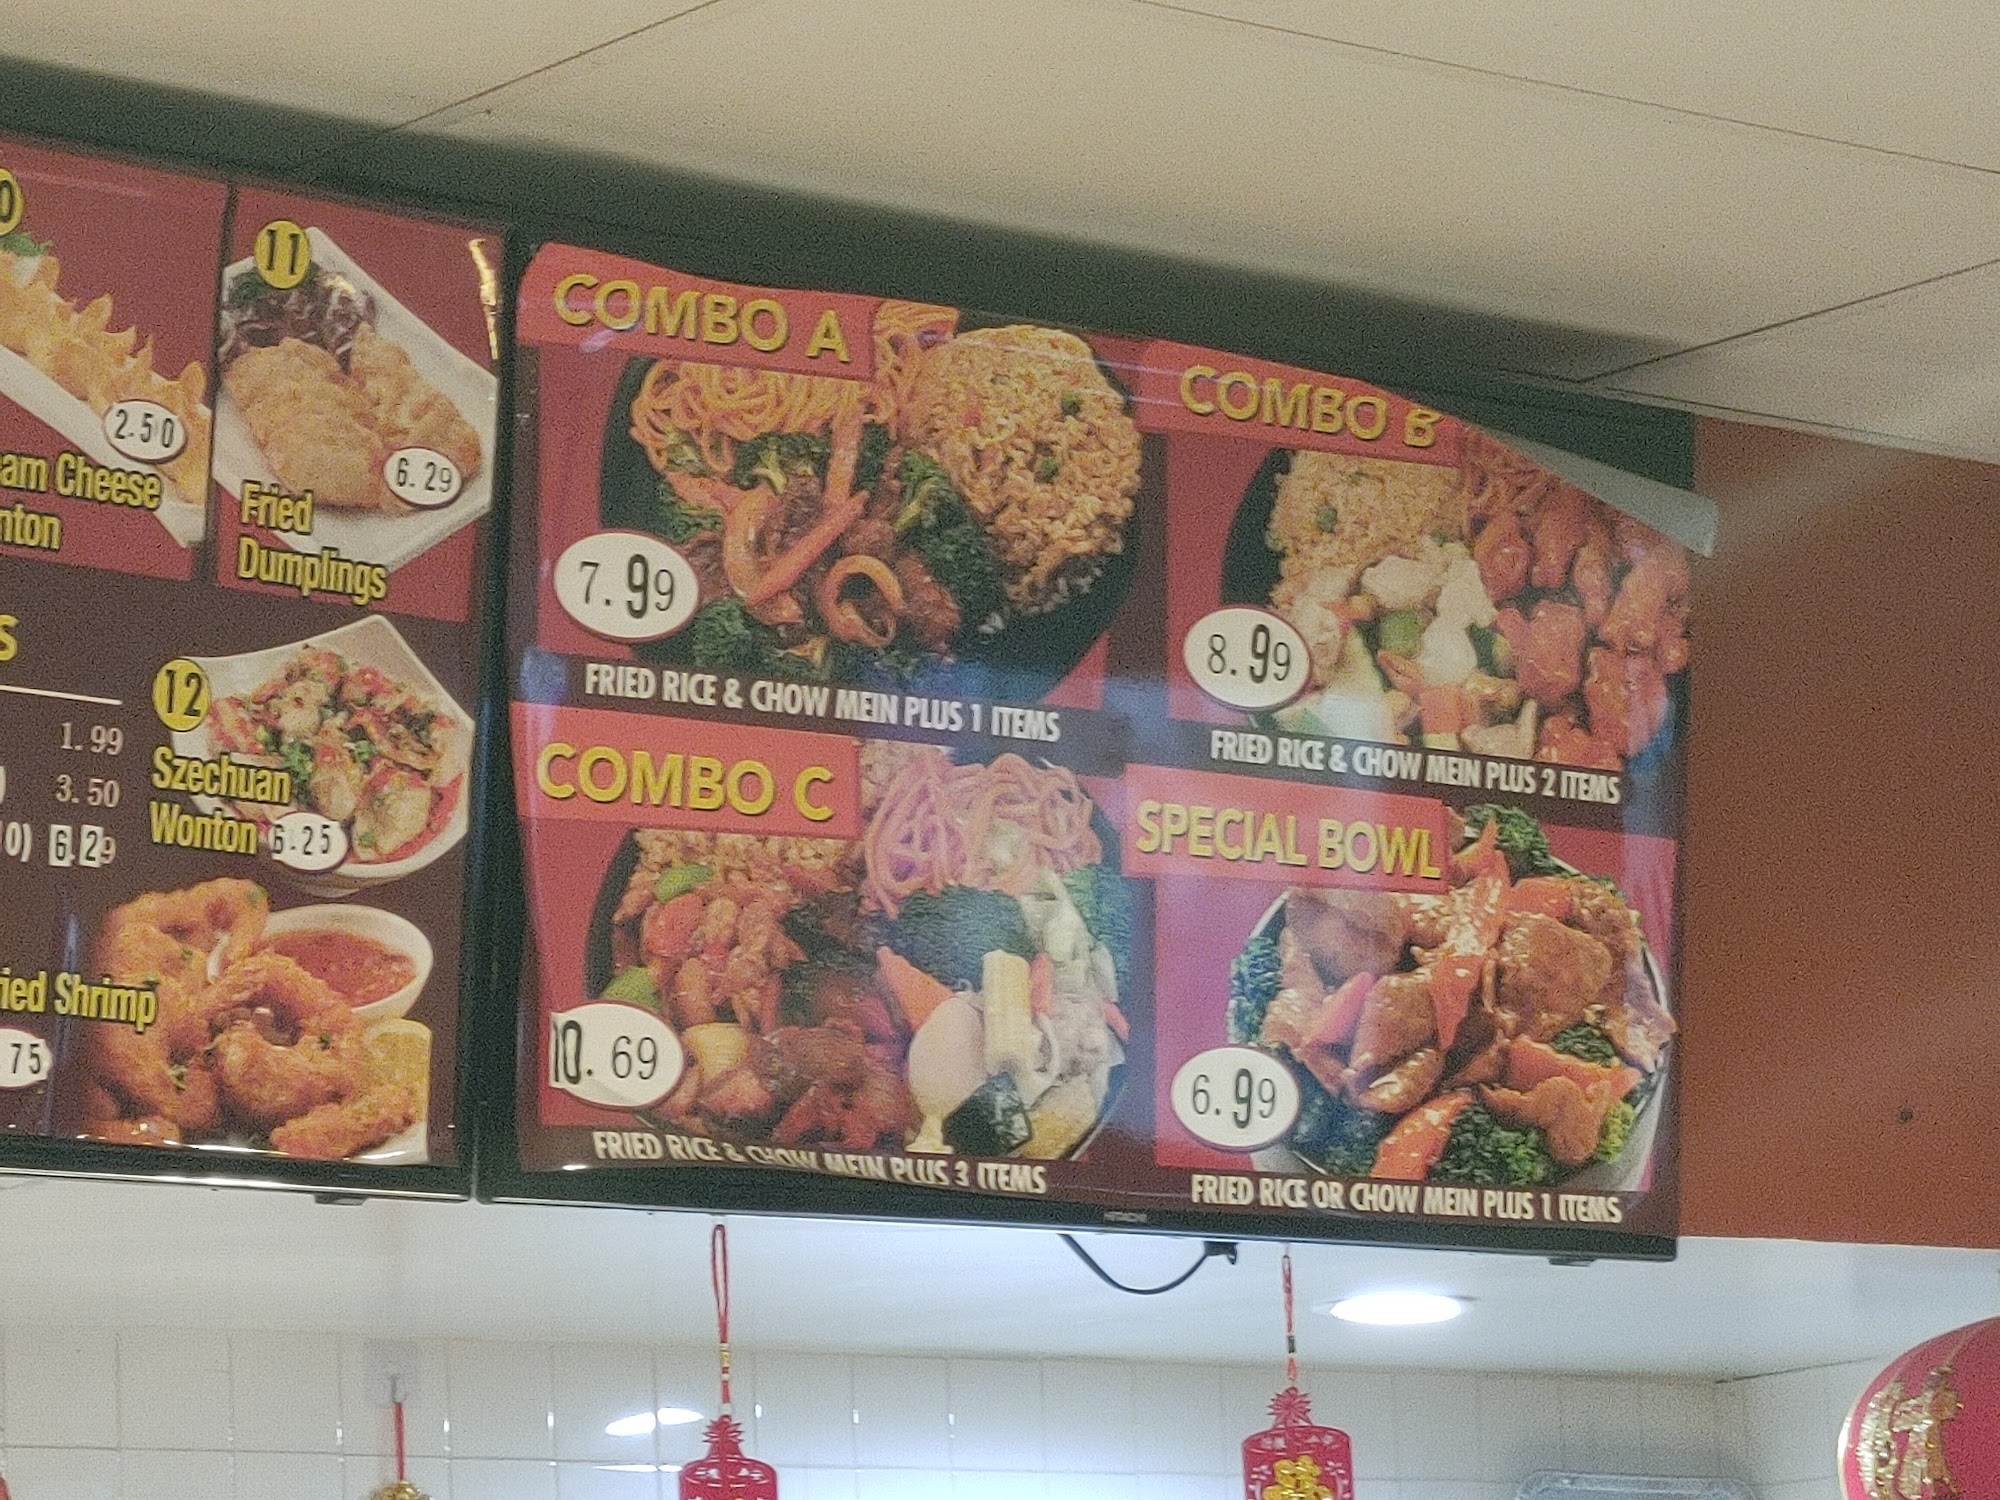 0
2.50
am Cheese
nton
11
6.29
Fried
Dumplings
S
1.99
3.50
0) 6.29
12
Szechuan
Wonton 6.25
ied Shrimp
.75
COMBO A
7.99
FRIED RICE & CHOW MEIN PLUS 1 ITEMS
COMBO B
8.99
FRIED RICE & CHOW MEIN PLUS 2 ITEMS
COMBO C
10.69
FRIED RICE & CHOW MEIN PLUS 3 ITEMS
SPECIAL BOWL
6.99
FRIED RICE OR CHOW MEIN PLUS 1 ITEMS
HITACHI